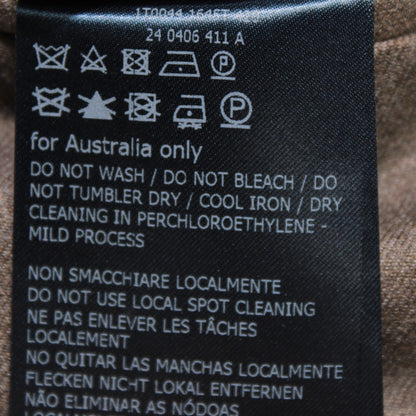 24 0406 411 A
P
P
for Australia only
DO NOT WASH / DO NOT BLEACH / DO
NOT TUMBLER DRY / COOL IRON / DRY
CLEANING IN PERCHLOROETHYLENE -
MILD PROCESS
NON SMACCHIARE LOCALMENTE
DO NOT USE LOCAL SPOT CLEANING
NE PAS ENLEVER LES TÂCHES
LOCALEMENT
NO QUITAR LAS MANCHAS LOCALMENTE
FLECKEN NICHT LOKAL ENTFERNEN
NÃO ELIMINAR AS NÓDOAS